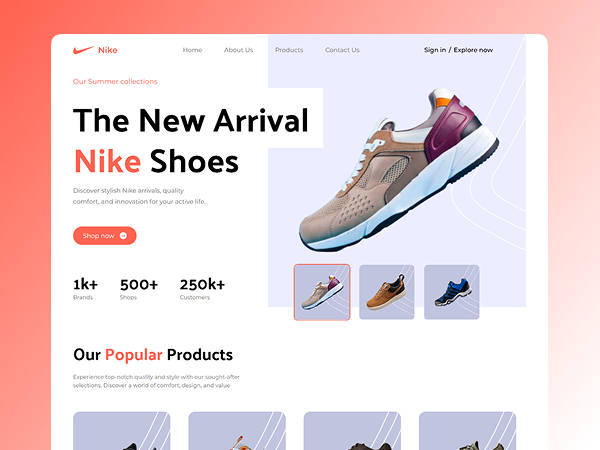 Nike
Home
About Us
Products
Contact Us
Sign in / Explore now
Our Summer collections
The New Arrival
Nike Shoes
Discover stylish Nike arrivals, quality
comfort, and innovation for your active life.
Shop now
1k+
Brands
500+
Shops
250k+
Customers
Our Popular Products
Experience top-notch quality and style with our sought-after
selections. Discover a world of comfort, design, and value